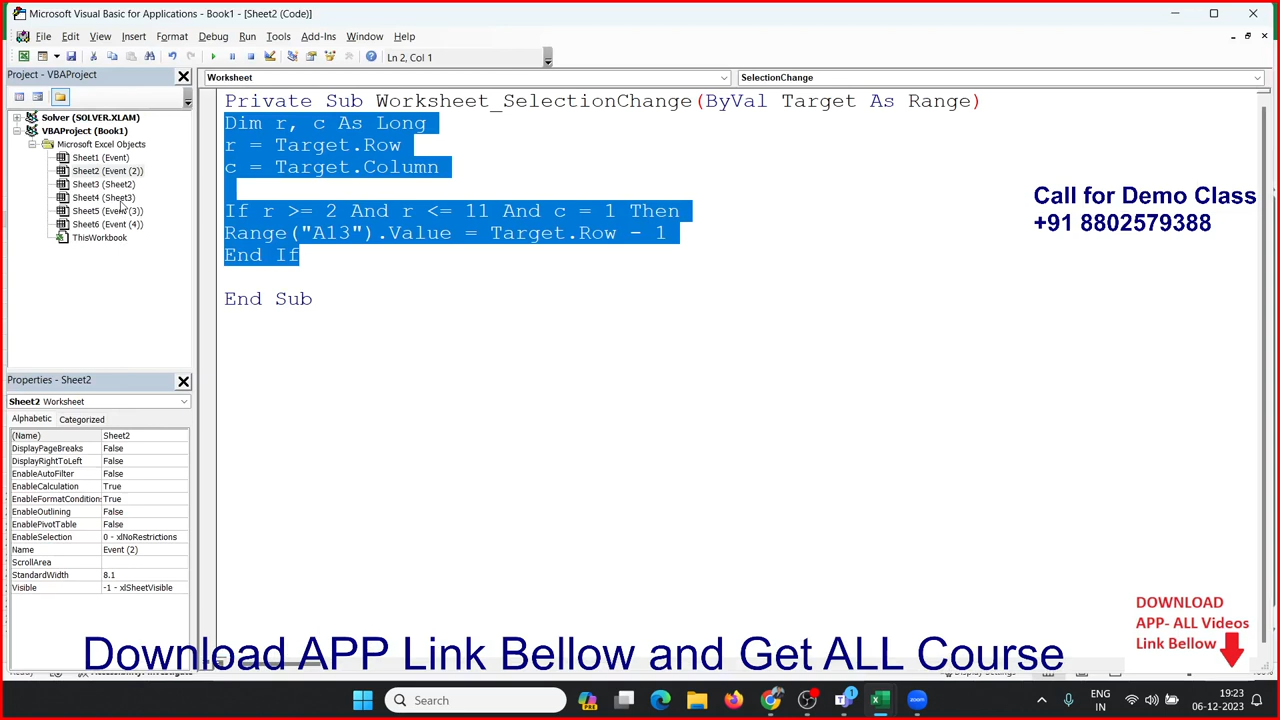 Microsoft Visual Basic for Applications - Book1 - [Sheet2 (Code)]
File Edit View Insert Format Debug Run Tools Add-Ins Window Help
Ln 2, Col 1
Project - VBAProject
Worksheet
SelectionChange
Solver (SOLVER.XLAM)
VBAProject (Book1)
Microsoft Excel Objects
Sheet1 (Event)
Sheet2 (Event (2))
Sheet3 (Sheet2)
Sheet4 (Sheet3)
Sheet5 (Event (3))
Sheet6 (Event (4))
ThisWorkbook
Private Sub Worksheet_SelectionChange(ByVal Target As Range)
Dim r, c As Long
r = Target.Row
c = Target.Column
If r >= 2 And r <= 11 And c = 1 Then
Range("A13").Value = Target.Row - 1
End If
End Sub
Call for Demo Class
+91 8802579388
Properties - Sheet2
Sheet2 Worksheet
Alphabetic Categorized
(Name) Sheet2
DisplayPageBreaks False
DisplayRightToLeft False
EnableAutoFilter False
EnableCalculation True
EnableFormatConditions True
EnableOutlining False
EnablePivotTable False
EnableSelection 0 - xlNoRestrictions
Name Event (2)
ScrollArea
StandardWidth 8.1
Visible -1 - xlSheetVisible
DOWNLOAD
APP- ALL Videos
Link Bellow
Download APP Link Bellow and Get ALL Course
Search
PRE
1
zoom
ENG
IN
19:23
06-12-2023